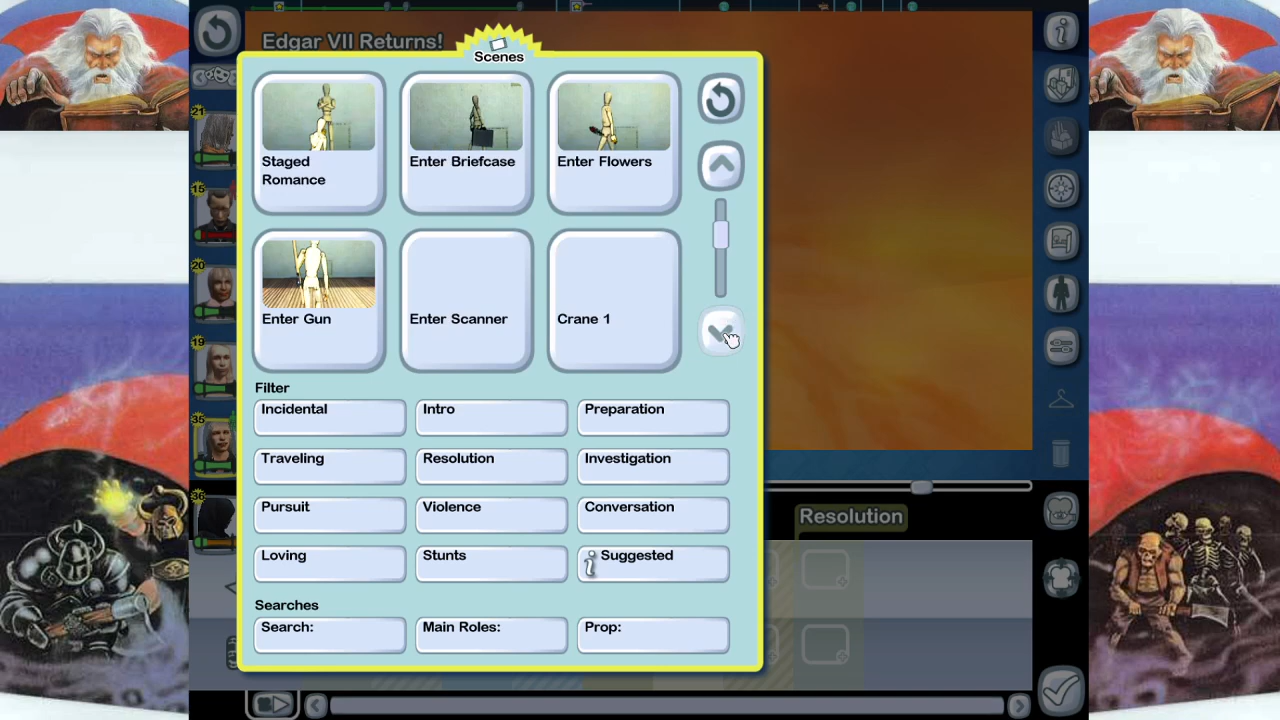 Edgar VII Returns!
Scenes
Staged
Romance
Enter Briefcase
Enter Flowers
Enter Gun
Enter Scanner
Crane 1
Filter
Incidental
Intro
Preparation
Traveling
Resolution
Investigation
Pursuit
Violence
Conversation
Loving
Stunts
Suggested
Searches
Search:
Main Roles:
Prop:
21
15
20
19
35
36
Resolution